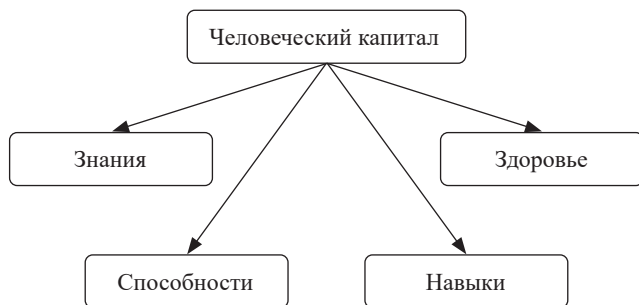 Человеческий капитал
Знания
Здоровье
Способности
Навыки